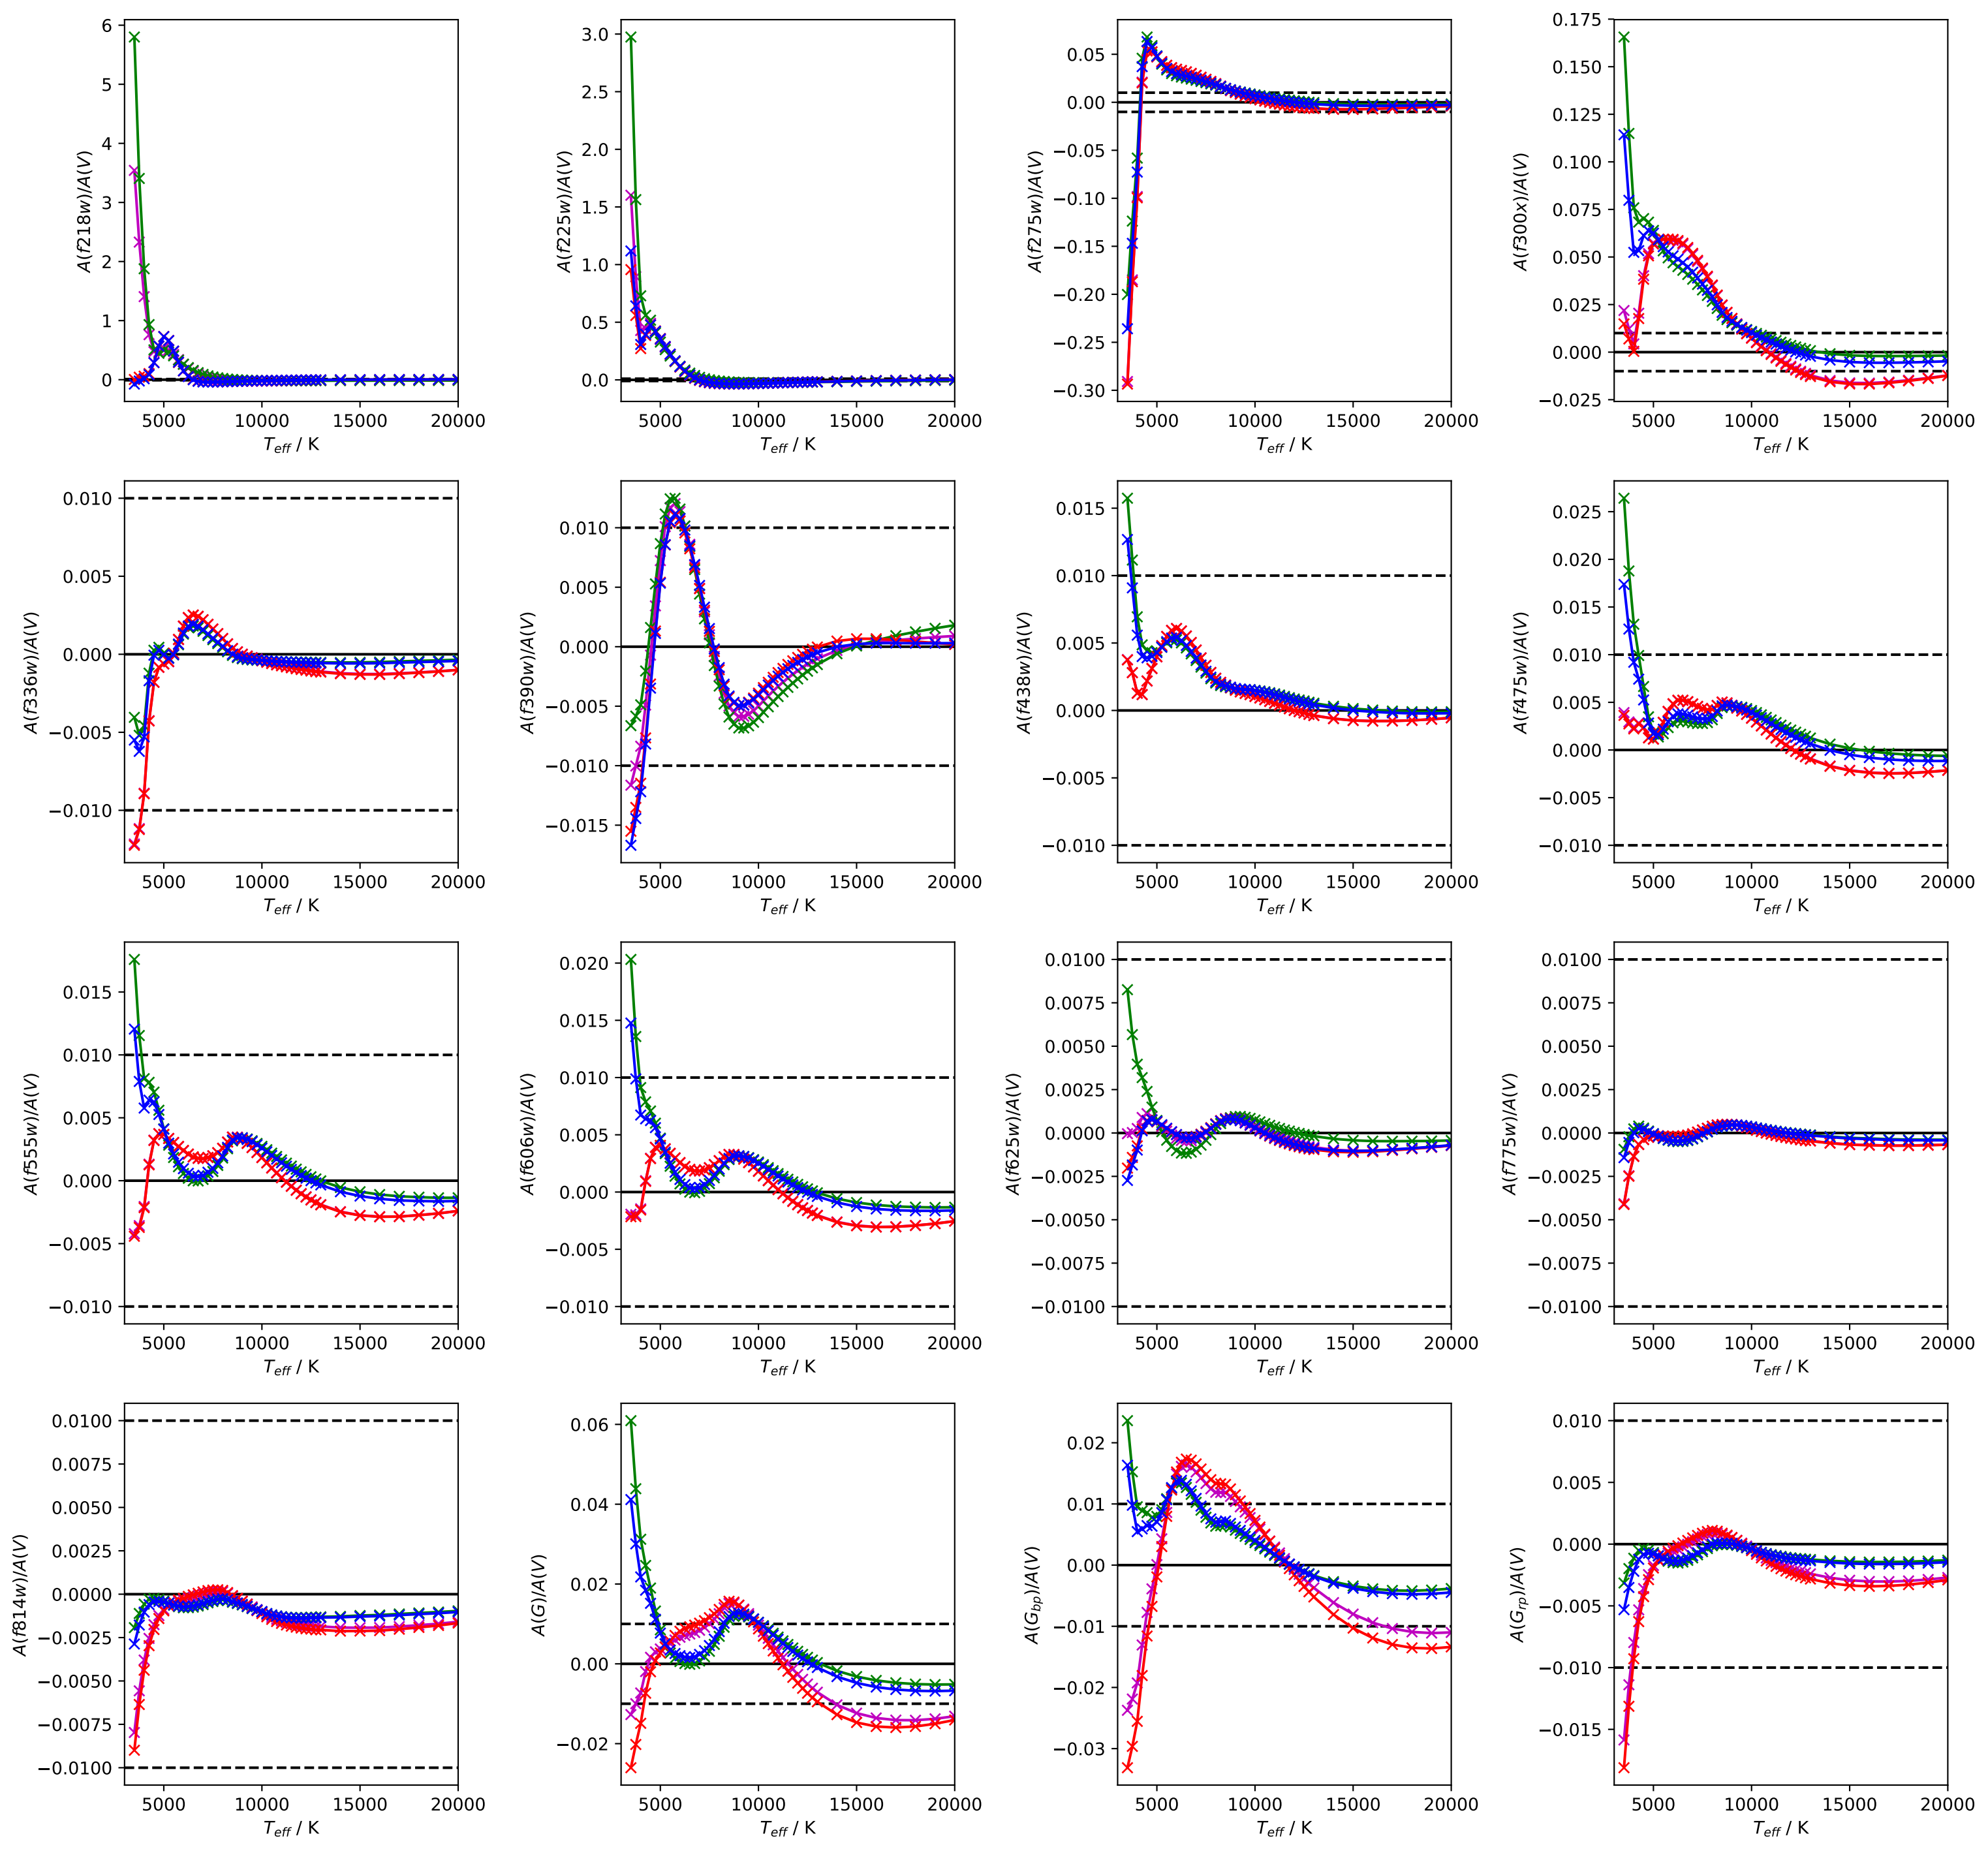 A(f218w)/A(V)
6
5
4
3
2
1
0
5000 10000 15000 20000
T_eff / K
A(f225w)/A(V)
3.0
2.5
2.0
1.5
1.0
0.5
0.0
5000 10000 15000 20000
T_eff / K
A(f275w)/A(V)
0.05
0.00
−0.05
−0.10
−0.15
−0.20
−0.25
−0.30
5000 10000 15000 20000
T_eff / K
A(f300x)/A(V)
0.175
0.150
0.125
0.100
0.075
0.050
0.025
0.000
−0.025
5000 10000 15000 20000
T_eff / K
A(f336w)/A(V)
0.010
0.005
0.000
−0.005
−0.010
5000 10000 15000 20000
T_eff / K
A(f390w)/A(V)
0.010
0.005
0.000
−0.005
−0.010
−0.015
5000 10000 15000 20000
T_eff / K
A(f438w)/A(V)
0.015
0.010
0.005
0.000
−0.005
−0.010
5000 10000 15000 20000
T_eff / K
A(f475w)/A(V)
0.025
0.020
0.015
0.010
0.005
0.000
−0.005
−0.010
5000 10000 15000 20000
T_eff / K
A(f555w)/A(V)
0.015
0.010
0.005
0.000
−0.005
−0.010
5000 10000 15000 20000
T_eff / K
A(f606w)/A(V)
0.020
0.015
0.010
0.005
0.000
−0.005
−0.010
5000 10000 15000 20000
T_eff / K
A(f625w)/A(V)
0.0100
0.0075
0.0050
0.0025
0.0000
−0.0025
−0.0050
−0.0075
−0.0100
5000 10000 15000 20000
T_eff / K
A(f775w)/A(V)
0.0100
0.0075
0.0050
0.0025
0.0000
−0.0025
−0.0050
−0.0075
−0.0100
5000 10000 15000 20000
T_eff / K
A(f814w)/A(V)
0.0100
0.0075
0.0050
0.0025
0.0000
−0.0025
−0.0050
−0.0075
−0.0100
5000 10000 15000 20000
T_eff / K
A(G)/A(V)
0.06
0.04
0.02
0.00
−0.02
5000 10000 15000 20000
T_eff / K
A(G_bp)/A(V)
0.02
0.01
0.00
−0.01
−0.02
−0.03
5000 10000 15000 20000
T_eff / K
A(G_rp)/A(V)
0.010
0.005
0.000
−0.005
−0.010
−0.015
5000 10000 15000 20000
T_eff / K